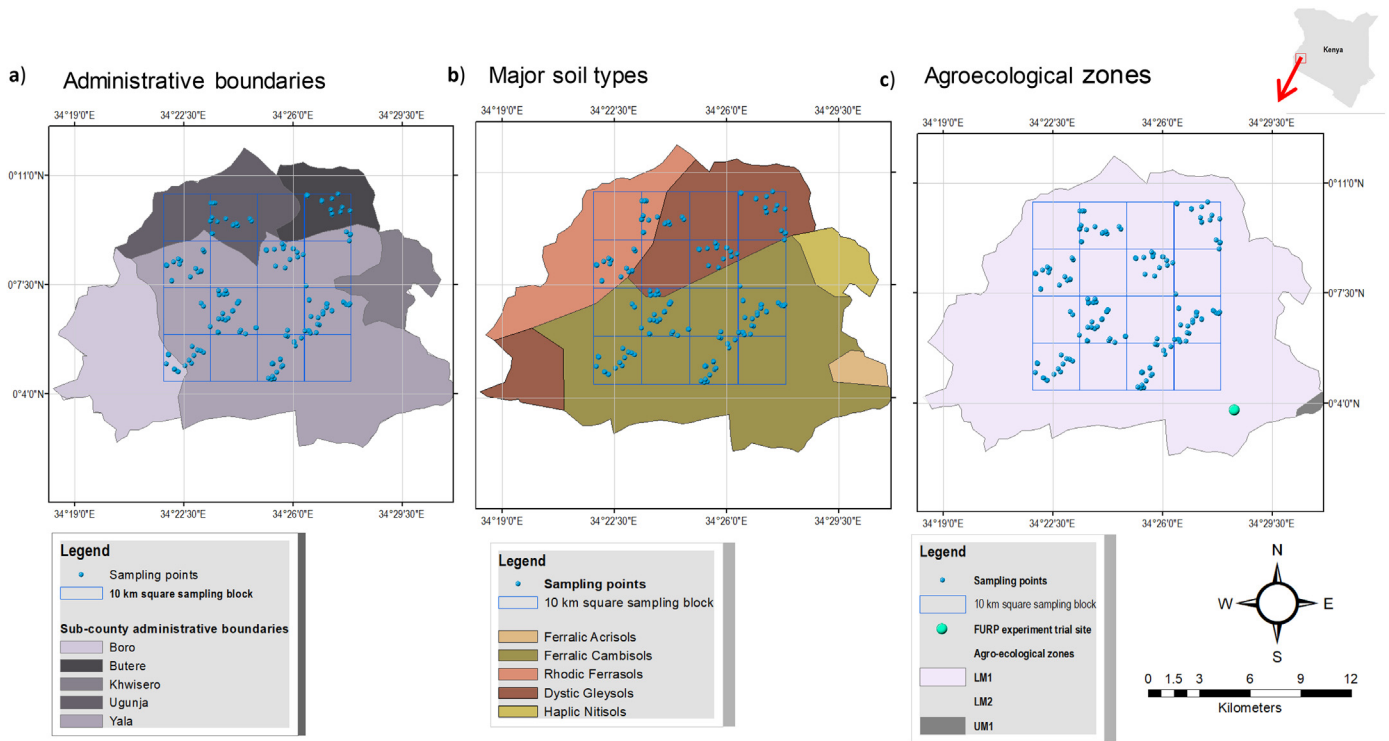 Kenya
a) Administrative boundaries
34°19'0"E 34°22'30"E 34°26'0"E 34°29'30"E
0°11'0"N
0°7'30"N
0°4'0"N
34°19'0"E 34°22'30"E 34°26'0"E 34°29'30"E
Legend
Sampling points
10 km square sampling block
Sub-county administrative boundaries
Boro
Butere
Khwisero
Ugunja
Yala
b) Major soil types
34°19'0"E 34°22'30"E 34°26'0"E 34°29'30"E
34°19'0"E 34°22'30"E 34°26'0"E 34°29'30"E
Legend
Sampling points
10 km square sampling block
Ferralic Acrisols
Ferralic Cambisols
Rhodic Ferrasols
Dystic Gleysols
Haplic Nitisols
c) Agroecological zones
34°19'0"E 34°22'30"E 34°26'0"E 34°29'30"E
0°11'0"N
0°7'30"N
0°4'0"N
34°19'0"E 34°22'30"E 34°26'0"E 34°29'30"E
Legend
Sampling points
10 km square sampling block
FURP experiment trial site
Agro-ecological zones
LM1
LM2
UM1
N
W E
S
0 1.5 3 6 9 12
Kilometers